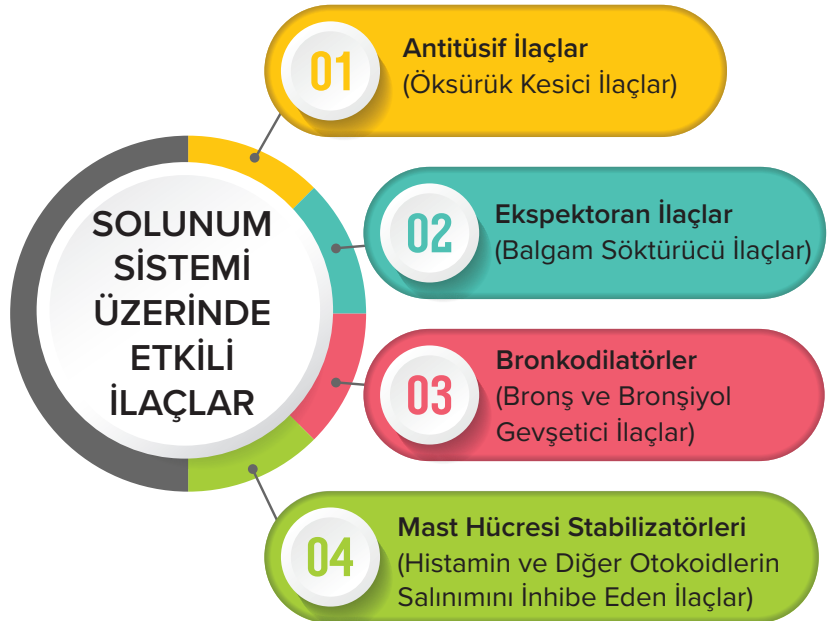 SOLUNUM
SİSTEMİ
ÜZERİNDE
ETKİLİ
İLAÇLAR
01
Antitüsif İlaçlar
(Öksürük Kesici İlaçlar)
02
Ekspektoran İlaçlar
(Balgam Söktürücü İlaçlar)
03
Bronkodilatörler
(Bronş ve Bronşiyol
Gevşetici İlaçlar)
04
Mast Hücresi Stabilizatörleri
(Histamin ve Diğer Otokoidlerin
Salınımını İnhibe Eden İlaçlar)